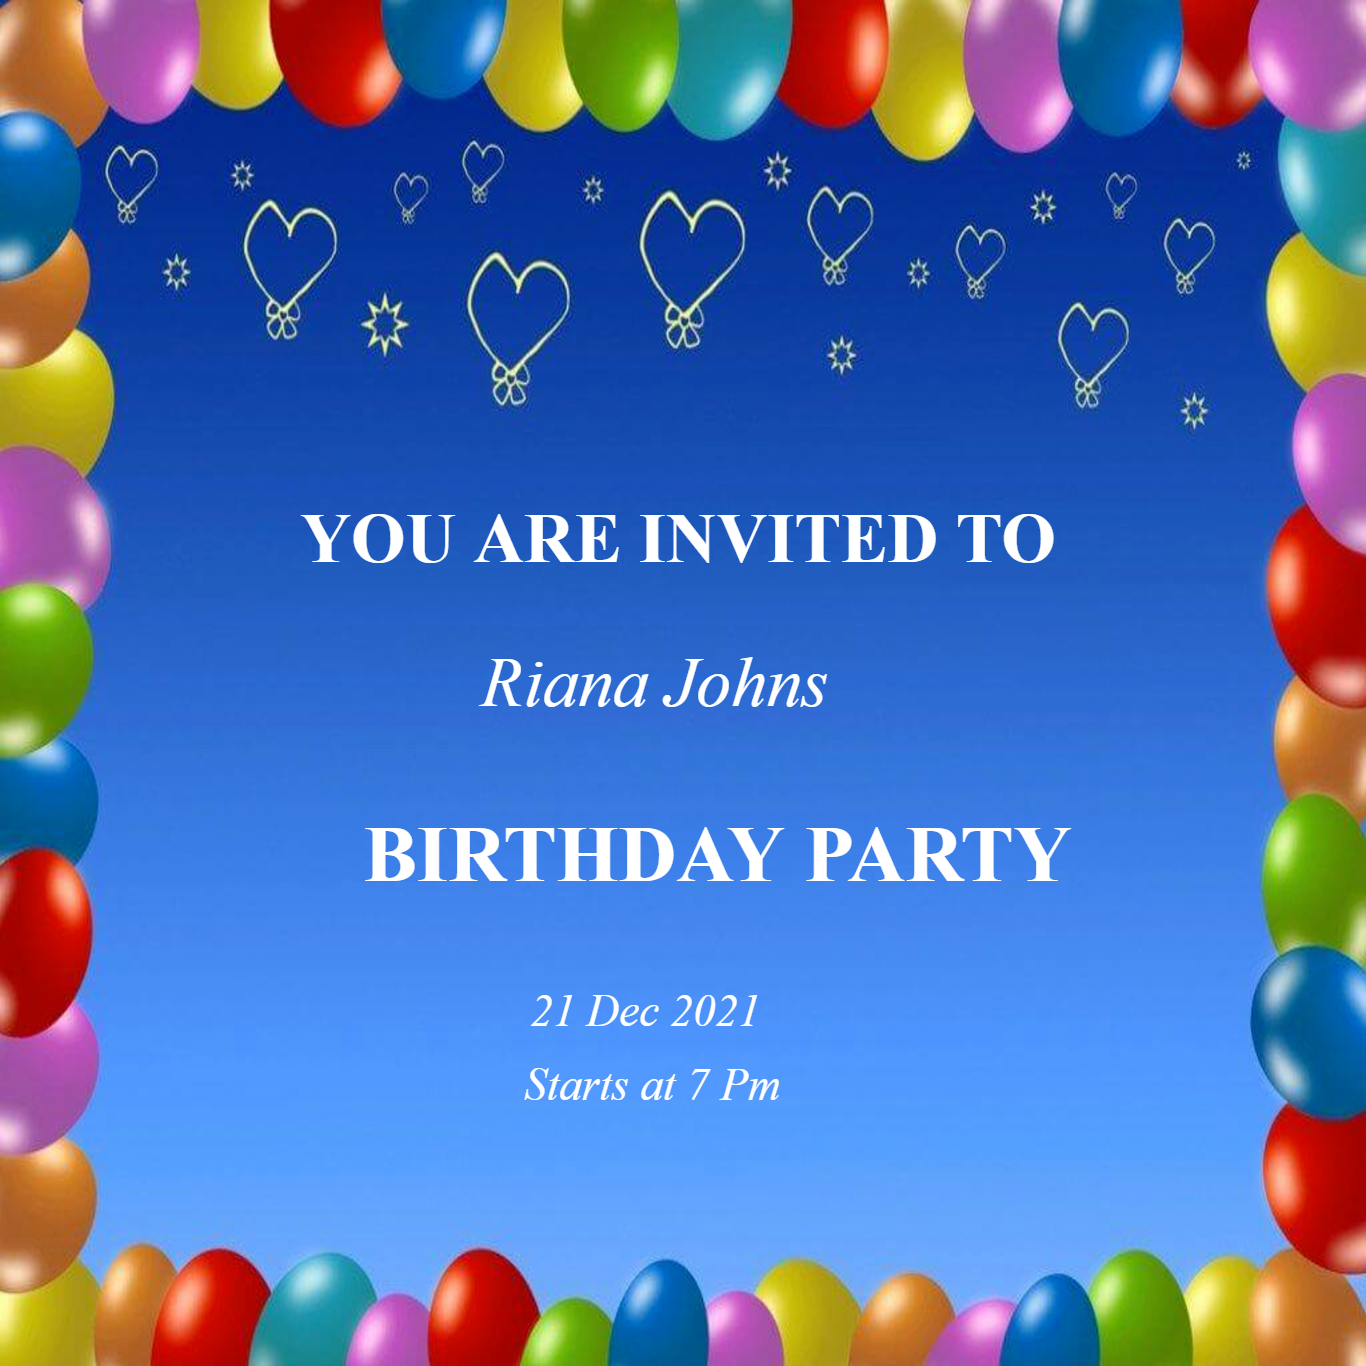 YOU ARE INVITED TO
Riana Johns
BIRTHDAY PARTY
21 Dec 2021
Starts at 7 Pm